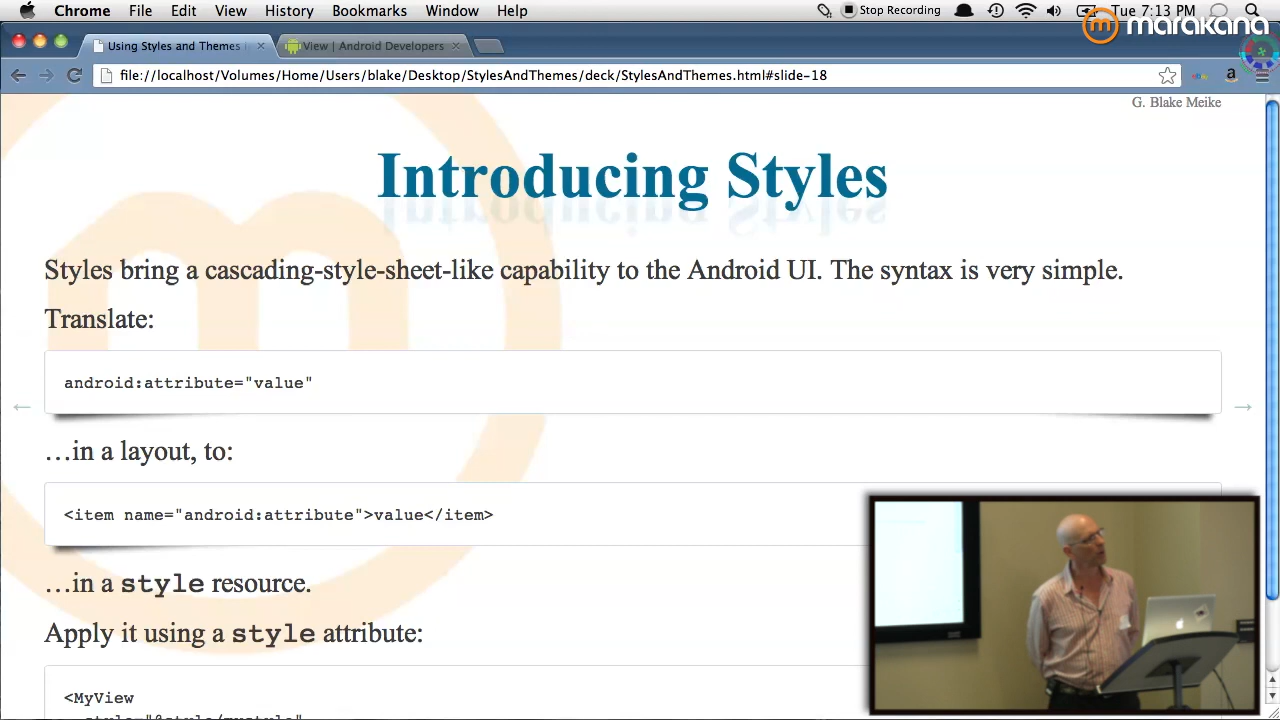 Chrome File Edit View History Bookmarks Window Help Stop Recording Tue 7:13 PM
marakana
Using Styles and Themes View | Android Developers
file://localhost/Volumes/Home/Users/blake/Desktop/StylesAndThemes/deck/StylesAndThemes.html#slide-18
G. Blake Meike
Introducing Styles
Styles bring a cascading-style-sheet-like capability to the Android UI. The syntax is very simple.
Translate:
android:attribute="value"
…in a layout, to:
<item name="android:attribute">value</item>
…in a style resource.
Apply it using a style attribute:
<MyView